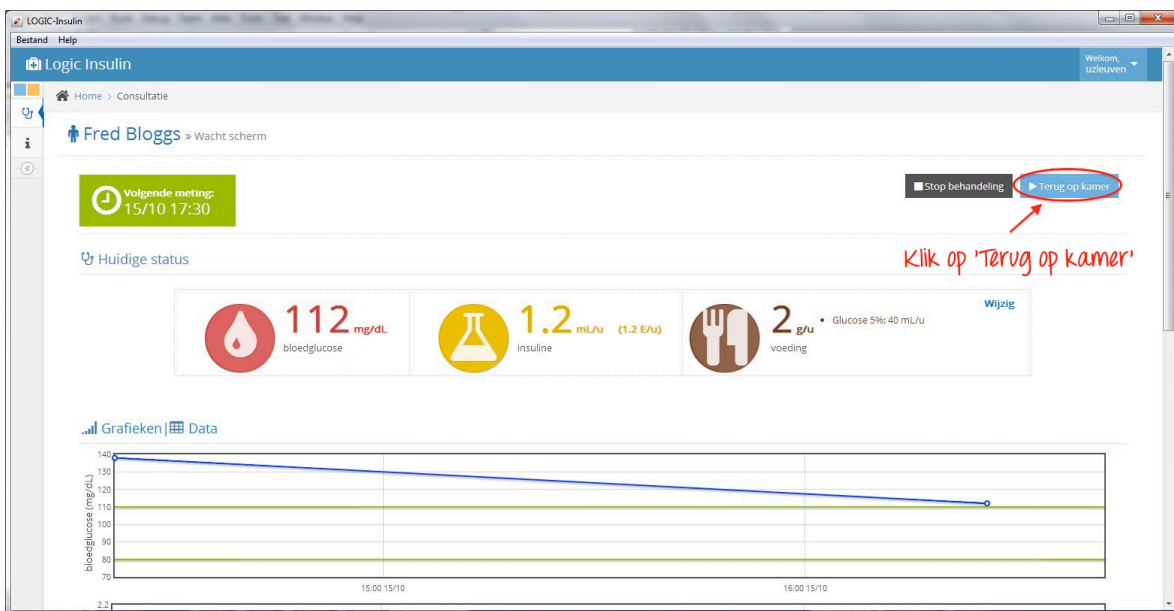 LOGIC-Insulin
Bestand Help
Logic Insulin
Welkom,
uzleuven
Home > Consultatie
Fred Bloggs » Wacht scherm
Volgende meting:
15/10 17:30
Stop behandeling
Terug op kamer
Klik op 'Terug op kamer'
Huidige status
112 mg/dL
bloedglucose
1.2 mL/u (1.2 E/u)
insuline
2 g/u
voeding
• Glucose 5%: 40 mL/u
Wijzig
Grafieken | Data
bloedglucose (mg/dL)
140
130
120
110
100
90
80
70
15:00 15/10
16:00 15/10
2.2